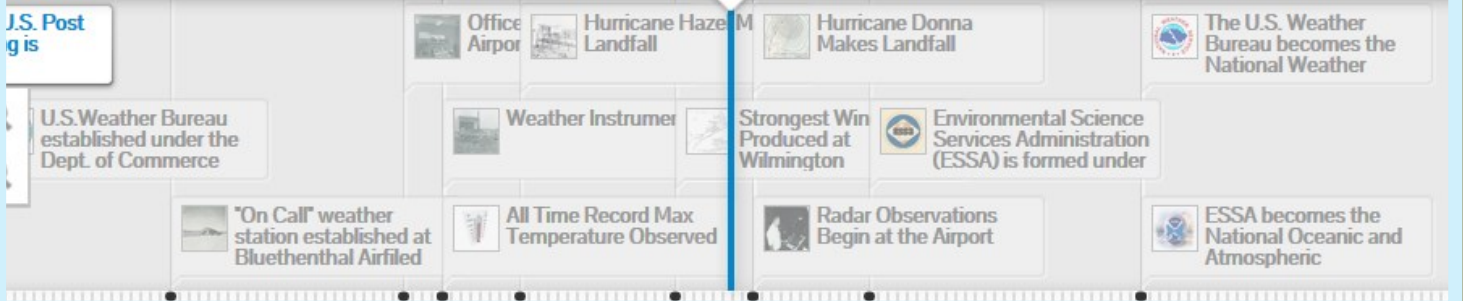 U.S. Post
g is
Office
Airpor
Hurricane Hazel M
Landfall
Hurricane Donna
Makes Landfall
The U.S. Weather
Bureau becomes the
National Weather
U.S.Weather Bureau
established under the
Dept. of Commerce
Weather Instrumen
Strongest Win
Produced at
Wilmington
Environmental Science
Services Administration
(ESSA) is formed under
"On Call" weather
station established at
Bluethenthal Airfiled
All Time Record Max
Temperature Observed
Radar Observations
Begin at the Airport
ESSA becomes the
National Oceanic and
Atmospheric